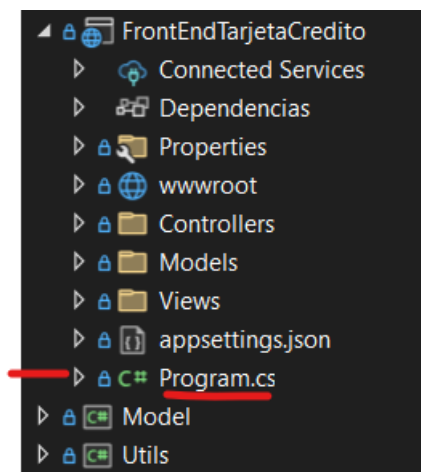 FrontEndTarjetaCredito
Connected Services
Dependencias
Properties
wwwroot
Controllers
Models
Views
appsettings.json
C# Program.cs
C# Model
C# Utils